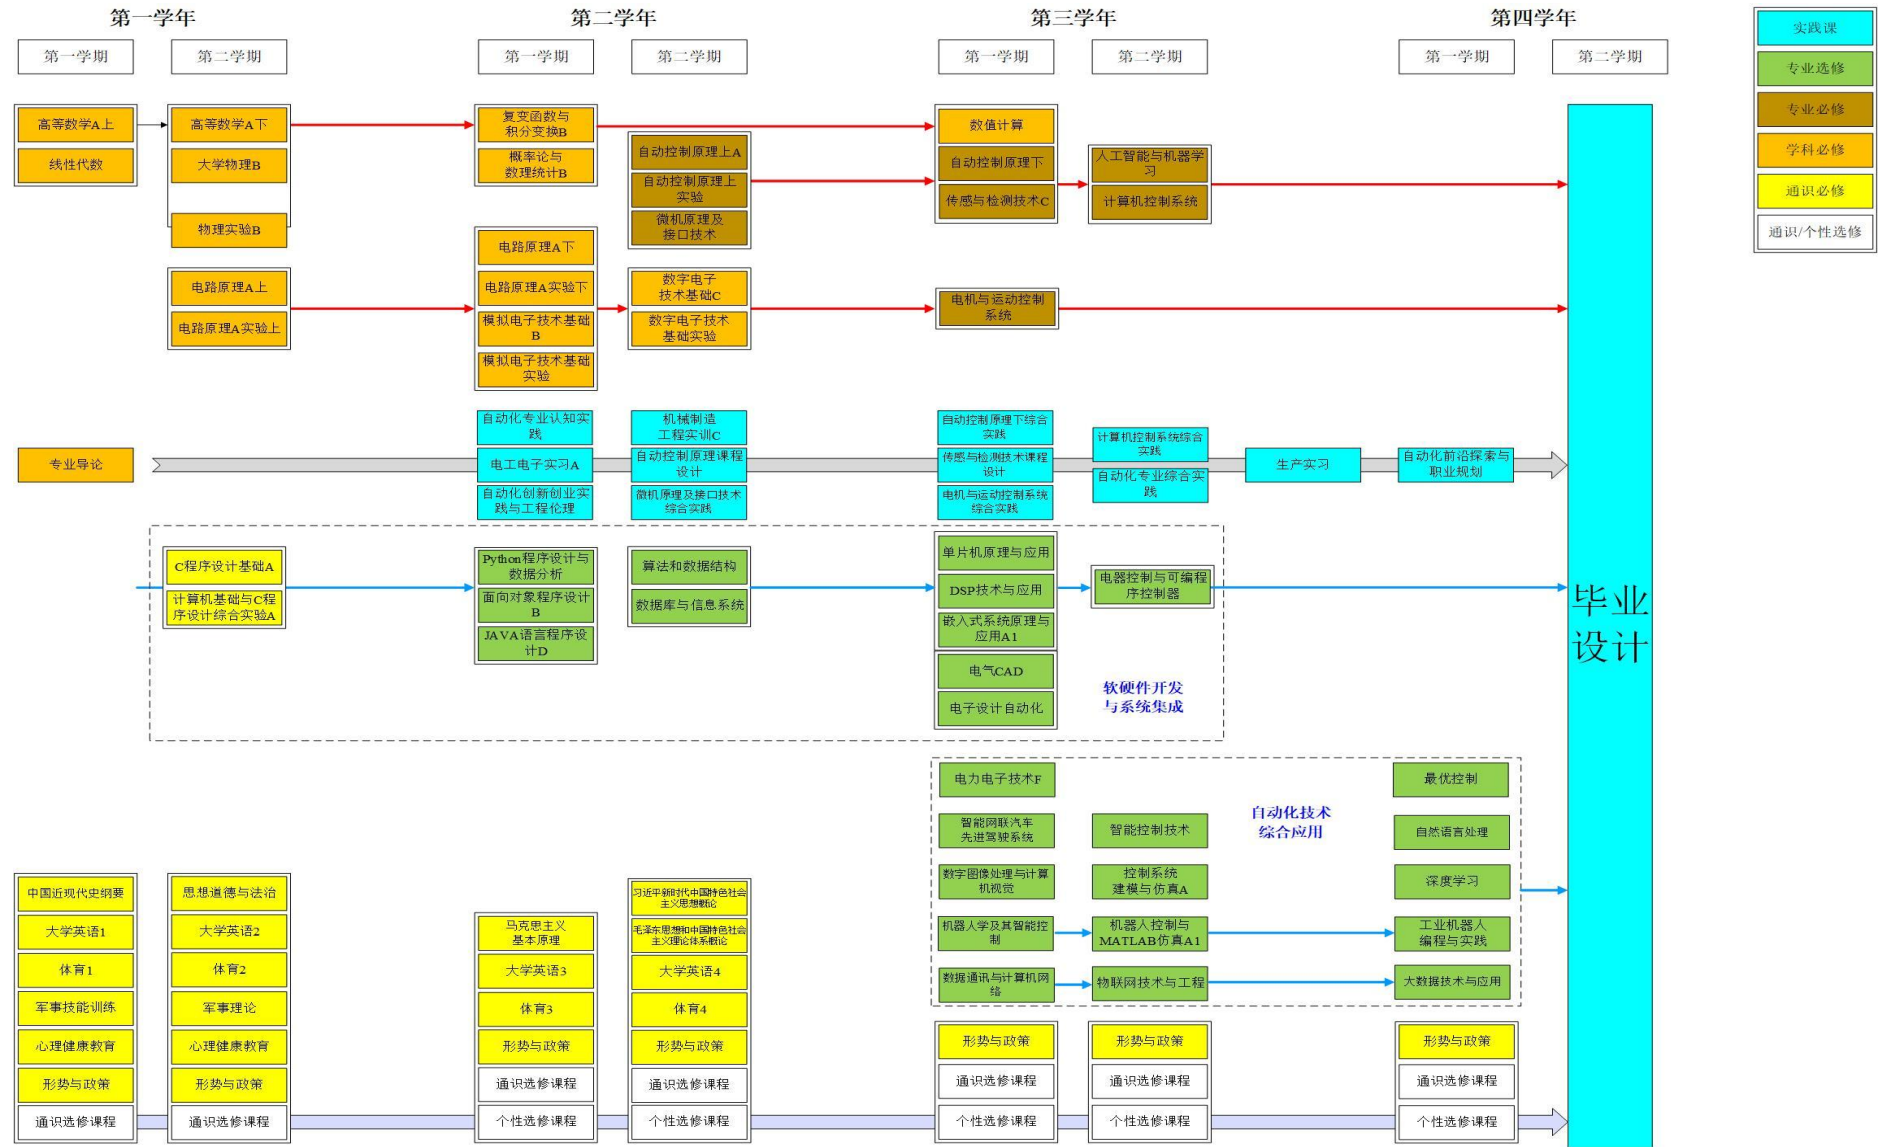 第一学年
第二学年
第三学年
第四学年
第一学期
第二学期
第一学期
第二学期
第一学期
第二学期
第一学期
第二学期
实践课
专业选修
专业必修
学科必修
通识必修
通识/个性选修
高等数学A上
线性代数
高等数学A下
大学物理B
物理实验B
复变函数与
积分变换B
概率论与
数理统计B
自动控制原理上A
自动控制原理上
实验
微机原理及
接口技术
数值计算
自动控制原理下
传感与检测技术C
人工智能与机器学
习
计算机控制系统
电路原理A上
电路原理A实验上
电路原理A下
电路原理A实验下
模拟电子技术基础
B
模拟电子技术基础
实验
数字电子
技术基础C
数字电子技术
基础实验
电机与运动控制
系统
专业导论
自动化专业认知实
践
电工电子实习A
自动化创新创业实
践与工程伦理
机械制造
工程实训C
自动控制原理课程
设计
微机原理及接口技术
综合实践
自动控制原理下综合
实践
传感与检测技术课程
设计
电机与运动控制系统
综合实践
计算机控制系统综合
实践
自动化专业综合实
践
生产实习
自动化前沿探索与
职业规划
毕业
设计
C程序设计基础A
计算机基础与C程
序设计综合实验A
Python程序设计与
数据分析
面向对象程序设计
B
JAVA语言程序设
计D
算法和数据结构
数据库与信息系统
单片机原理与应用
DSP技术与应用
嵌入式系统原理与
应用A1
电气CAD
电子设计自动化
电器控制与可编程
序控制器
软硬件开发
与系统集成
电力电子技术F
智能网联汽车
先进驾驶系统
数字图像处理与计算
机视觉
机器人学及其智能控
制
数据通讯与计算机网
络
智能控制技术
控制系统
建模与仿真A
机器人控制与
MATLAB仿真A1
物联网技术与工程
自动化技术
综合应用
最优控制
自然语言处理
深度学习
工业机器人
编程与实践
大数据技术与应用
中国近现代史纲要
大学英语1
体育1
军事技能训练
心理健康教育
形势与政策
通识选修课程
思想道德与法治
大学英语2
体育2
军事理论
心理健康教育
形势与政策
通识选修课程
马克思主义
基本原理
大学英语3
体育3
形势与政策
通识选修课程
个性选修课程
习近平新时代中国特色社会
主义思想概论
毛泽东思想和中国特色社会
主义理论体系概论
大学英语4
体育4
形势与政策
通识选修课程
个性选修课程
形势与政策
通识选修课程
个性选修课程
形势与政策
通识选修课程
个性选修课程
形势与政策
通识选修课程
个性选修课程